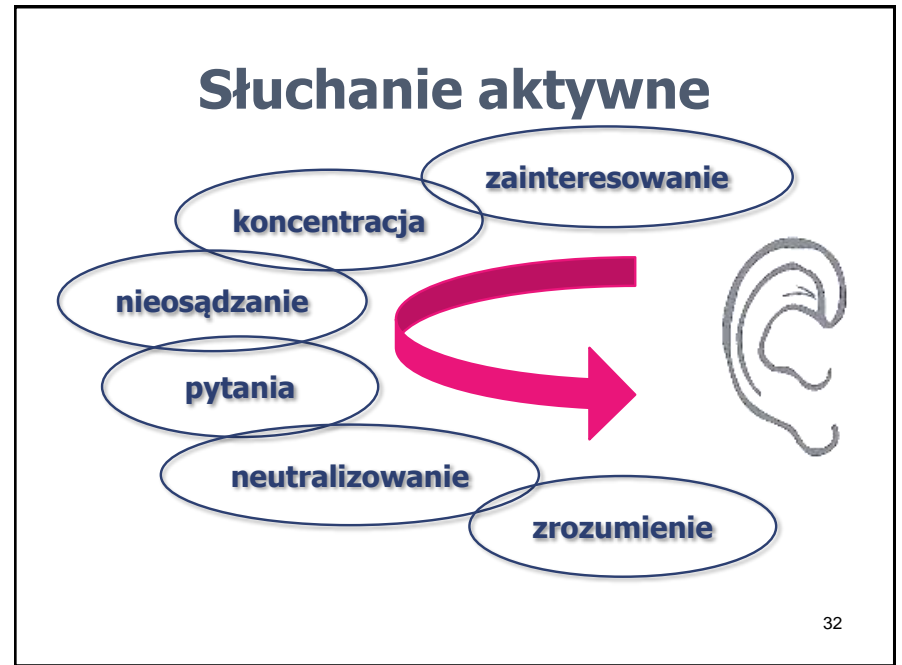 Słuchanie aktywne
zainteresowanie
koncentracja
nieosądzanie
pytania
neutralizowanie
zrozumienie
32